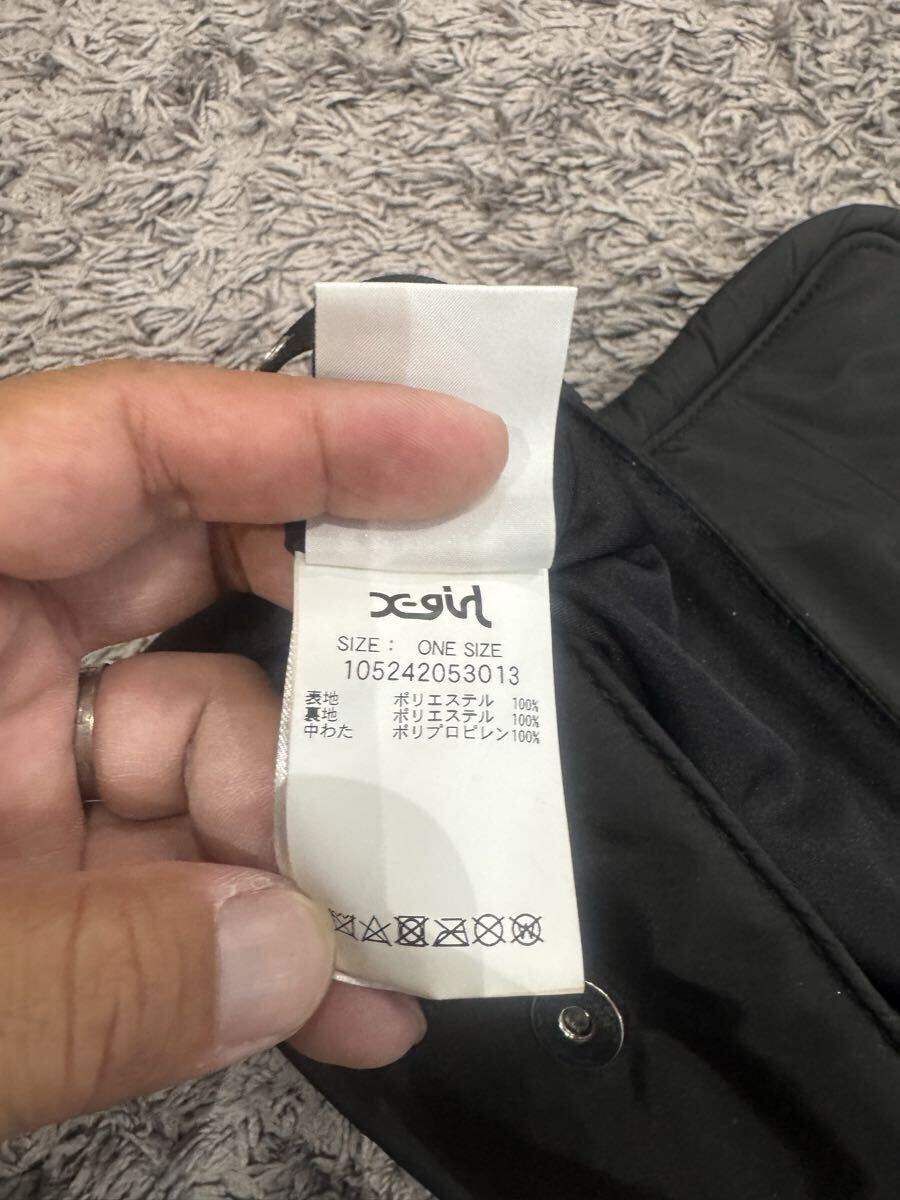 X-girl
SIZE: ONE SIZE
105242053013
表地 ポリエステル 100%
裏地 ポリエステル 100%
中わた ポリプロピレン 100%
W